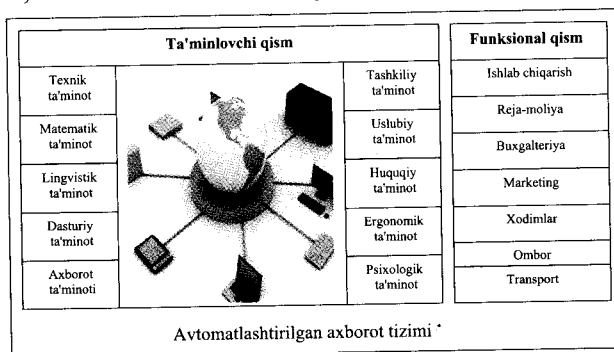 Ta'minlovchi qism
Texnik
ta'minot
Matematik
ta'minot
Lingvistik
ta'minot
Dasturiy
ta'minot
Axborot
ta'minoti
Tashkiliy
ta'minot
Uslubiy
ta'minot
Huquqiy
ta'minot
Ergonomik
ta'minot
Psixologik
ta'minot
Funksional qism
Ishlab chiqarish
Reja-moliya
Buxgalteriya
Marketing
Xodimlar
Ombor
Transport
Avtomatlashtirilgan axborot tizimi